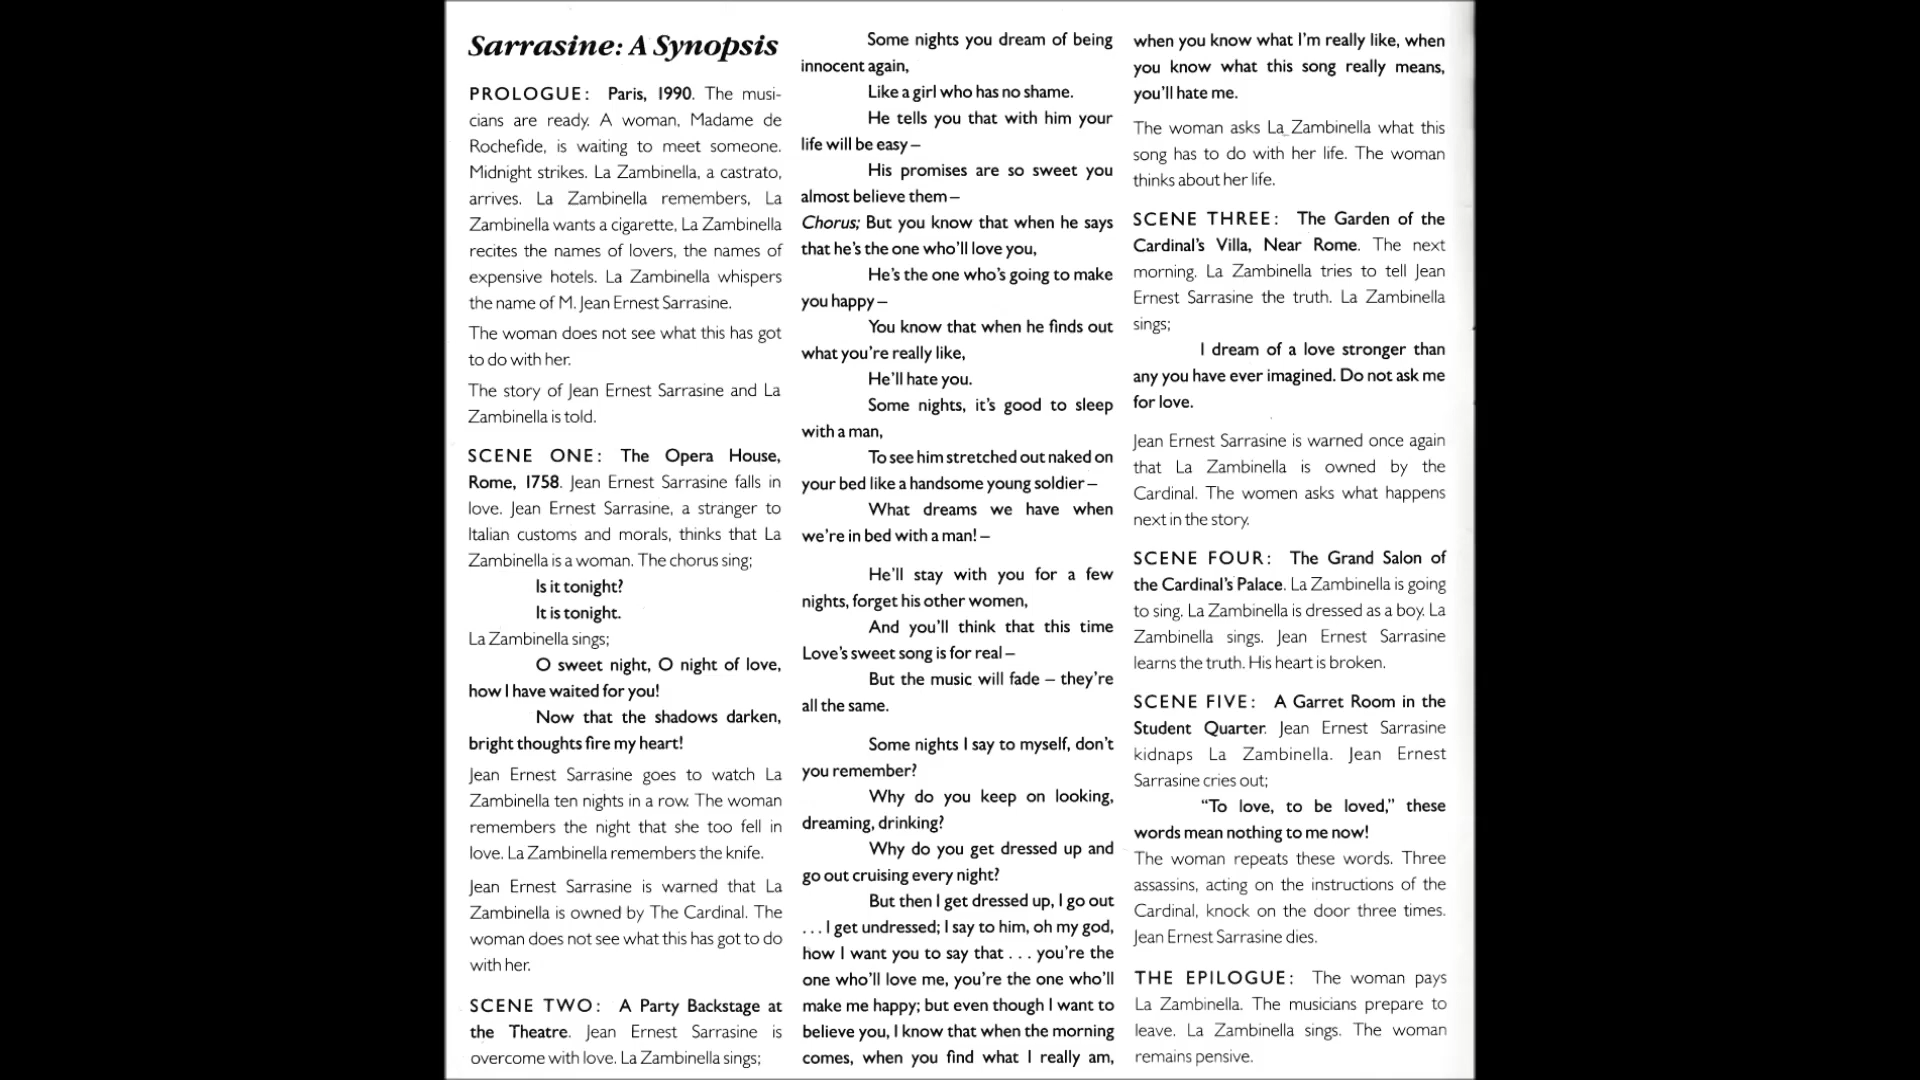 Sarrasine: A Synopsis
PROLOGUE: Paris, 1990. The musi-
cians are ready. A woman, Madame de
Rochefide, is waiting to meet someone.
Midnight strikes. La Zambinella, a castrato,
arrives. La Zambinella remembers, La
Zambinella wants a cigarette, La Zambinella
recites the names of lovers, the names of
expensive hotels. La Zambinella whispers
the name of M. Jean Ernest Sarrasine.
The woman does not see what this has got
to do with her.
The story of Jean Ernest Sarrasine and La
Zambinella is told.
SCENE ONE: The Opera House,
Rome, 1758. Jean Ernest Sarrasine falls in
love. Jean Ernest Sarrasine, a stranger to
Italian customs and morals, thinks that La
Zambinella is a woman. The chorus sing;
Is it tonight?
It is tonight.
La Zambinella sings;
O sweet night, O night of love,
how I have waited for you!
Now that the shadows darken,
bright thoughts fire my heart!
Jean Ernest Sarrasine goes to watch La
Zambinella ten nights in a row. The woman
remembers the night that she too fell in
love. La Zambinella remembers the knife.
Jean Ernest Sarrasine is warned that La
Zambinella is owned by The Cardinal. The
woman does not see what this has got to do
with her.
SCENE TWO: A Party Backstage at
the Theatre. Jean Ernest Sarrasine is
overcome with love. La Zambinella sings;
Some nights you dream of being
innocent again,
Like a girl who has no shame.
He tells you that with him your
life will be easy –
His promises are so sweet you
almost believe them –
Chorus; But you know that when he says
that he's the one who'll love you,
He's the one who's going to make
you happy –
You know that when he finds out
what you're really like,
He'll hate you.
Some nights, it's good to sleep
with a man,
To see him stretched out naked on
your bed like a handsome young soldier –
What dreams we have when
we're in bed with a man! –
He'll stay with you for a few
nights, forget his other women,
And you'll think that this time
Love's sweet song is for real –
But the music will fade – they're
all the same.
Some nights I say to myself, don't
you remember?
Why do you keep on looking,
dreaming, drinking?
Why do you get dressed up and
go out cruising every night?
But then I get dressed up, I go out
. . . I get undressed; I say to him, oh my god,
how I want you to say that . . . you're the
one who'll love me, you're the one who'll
make me happy; but even though I want to
believe you, I know that when the morning
comes, when you find what I really am,
when you know what I'm really like, when
you know what this song really means,
you'll hate me.
The woman asks La Zambinella what this
song has to do with her life. The woman
thinks about her life.
SCENE THREE: The Garden of the
Cardinal's Villa, Near Rome. The next
morning. La Zambinella tries to tell Jean
Ernest Sarrasine the truth. La Zambinella
sings;
I dream of a love stronger than
any you have ever imagined. Do not ask me
for love.
Jean Ernest Sarrasine is warned once again
that La Zambinella is owned by the
Cardinal. The women asks what happens
next in the story.
SCENE FOUR: The Grand Salon of
the Cardinal's Palace. La Zambinella is going
to sing. La Zambinella is dressed as a boy. La
Zambinella sings. Jean Ernest Sarrasine
learns the truth. His heart is broken.
SCENE FIVE: A Garret Room in the
Student Quarter. Jean Ernest Sarrasine
kidnaps La Zambinella. Jean Ernest
Sarrasine cries out;
"To love, to be loved," these
words mean nothing to me now!
The woman repeats these words. Three
assassins, acting on the instructions of the
Cardinal, knock on the door three times.
Jean Ernest Sarrasine dies.
THE EPILOGUE: The woman pays
La Zambinella. The musicians prepare to
leave. La Zambinella sings. The woman
remains pensive.